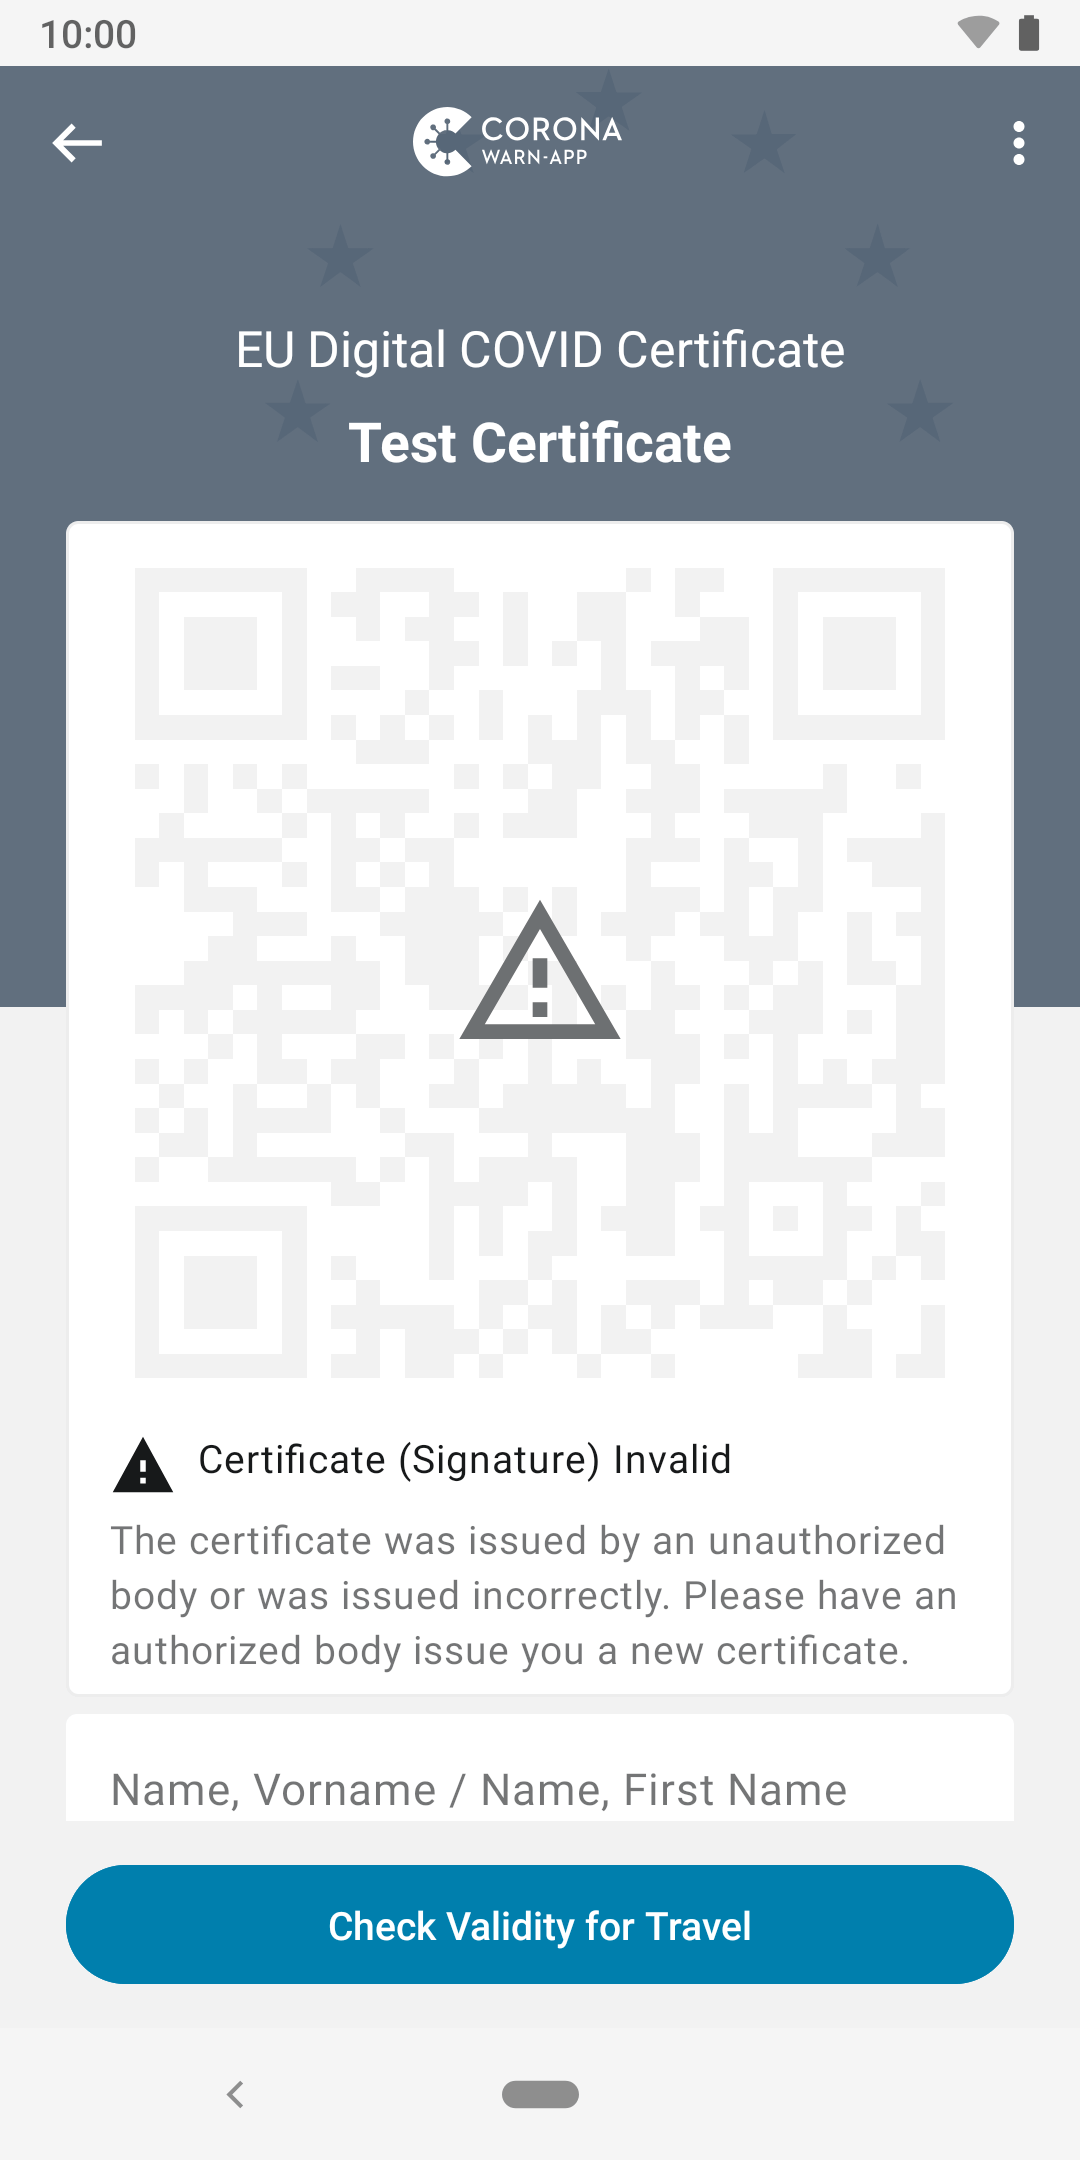 10:00
CORONA
WARN-APP
EU Digital COVID Certificate
Test Certificate
Certificate (Signature) Invalid
The certificate was issued by an unauthorized
body or was issued incorrectly. Please have an
authorized body issue you a new certificate.
Name, Vorname / Name, First Name
Check Validity for Travel